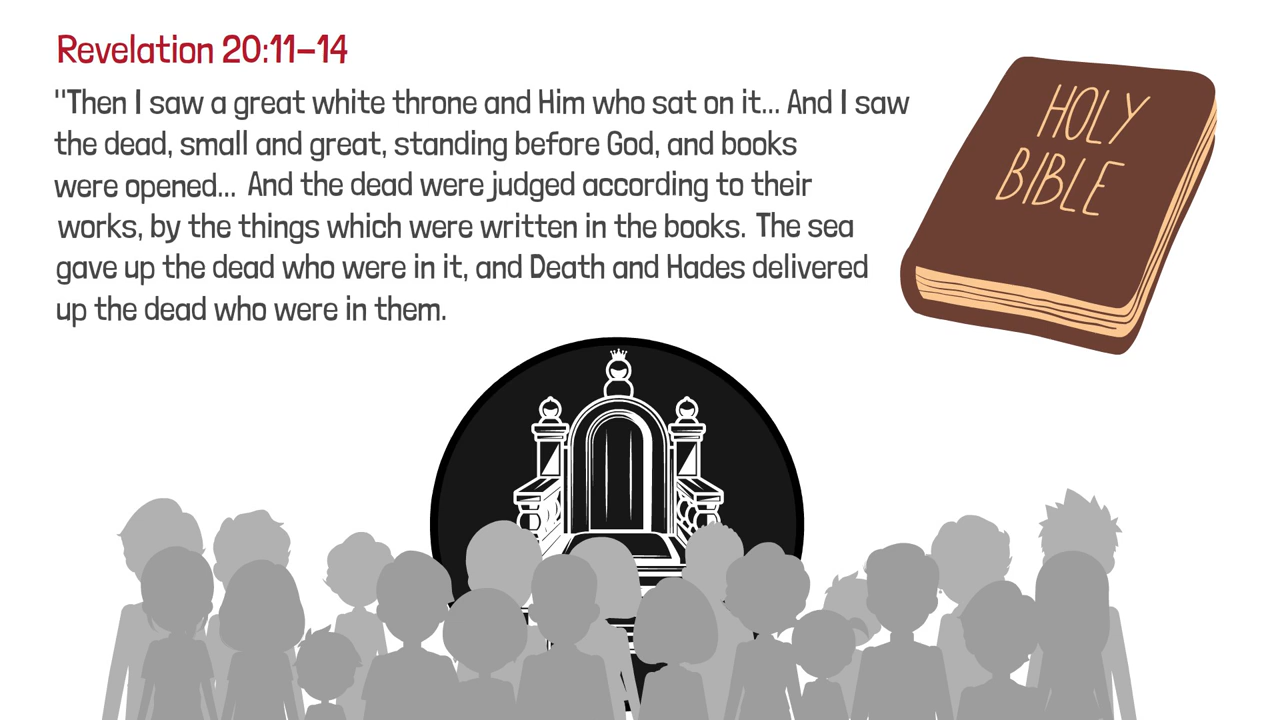 Revelation 20:11–14
"Then I saw a great white throne and Him who sat on it... And I saw
the dead, small and great, standing before God, and books
were opened... And the dead were judged according to their
works, by the things which were written in the books. The sea
gave up the dead who were in it, and Death and Hades delivered
up the dead who were in them.
HOLY
BIBLE